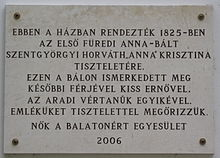 EBBEN A HÁZBAN RENDEZTÉK 1825-BEN
AZ ELSŐ FÜREDI ANNA-BÁLT
SZENTGYÖRGYI HORVÁTH „ANNA” KRISZTINA
TISZTELETÉRE.
EZEN A BÁLON ISMERKEDETT MEG
KÉSŐBBI FÉRJÉVEL KISS ERNŐVEL,
AZ ARADI VÉRTANÚK EGYIKÉVEL.
EMLÉKÜKET TISZTELETTEL MEGŐRIZZÜK.
NŐK A BALATONÉRT EGYESÜLET
2006